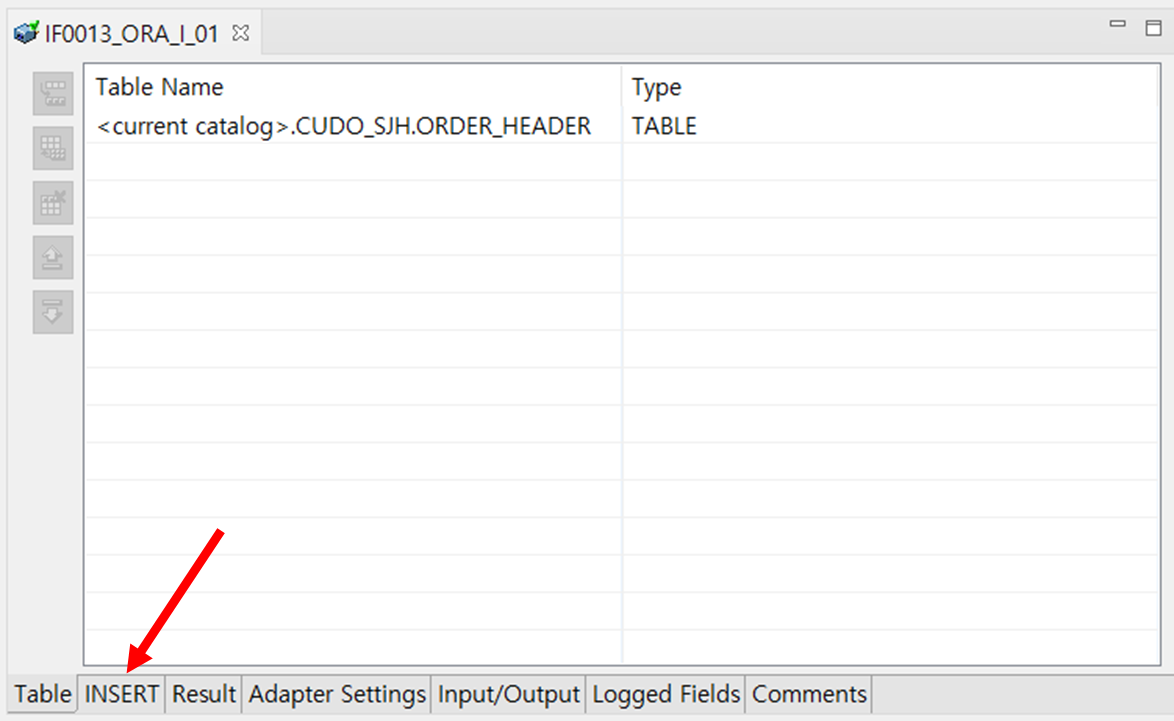 IF0013_ORA_I_01
Table Name Type
<current catalog>.CUDO_SJH.ORDER_HEADER TABLE
Table INSERT Result Adapter Settings Input/Output Logged Fields Comments